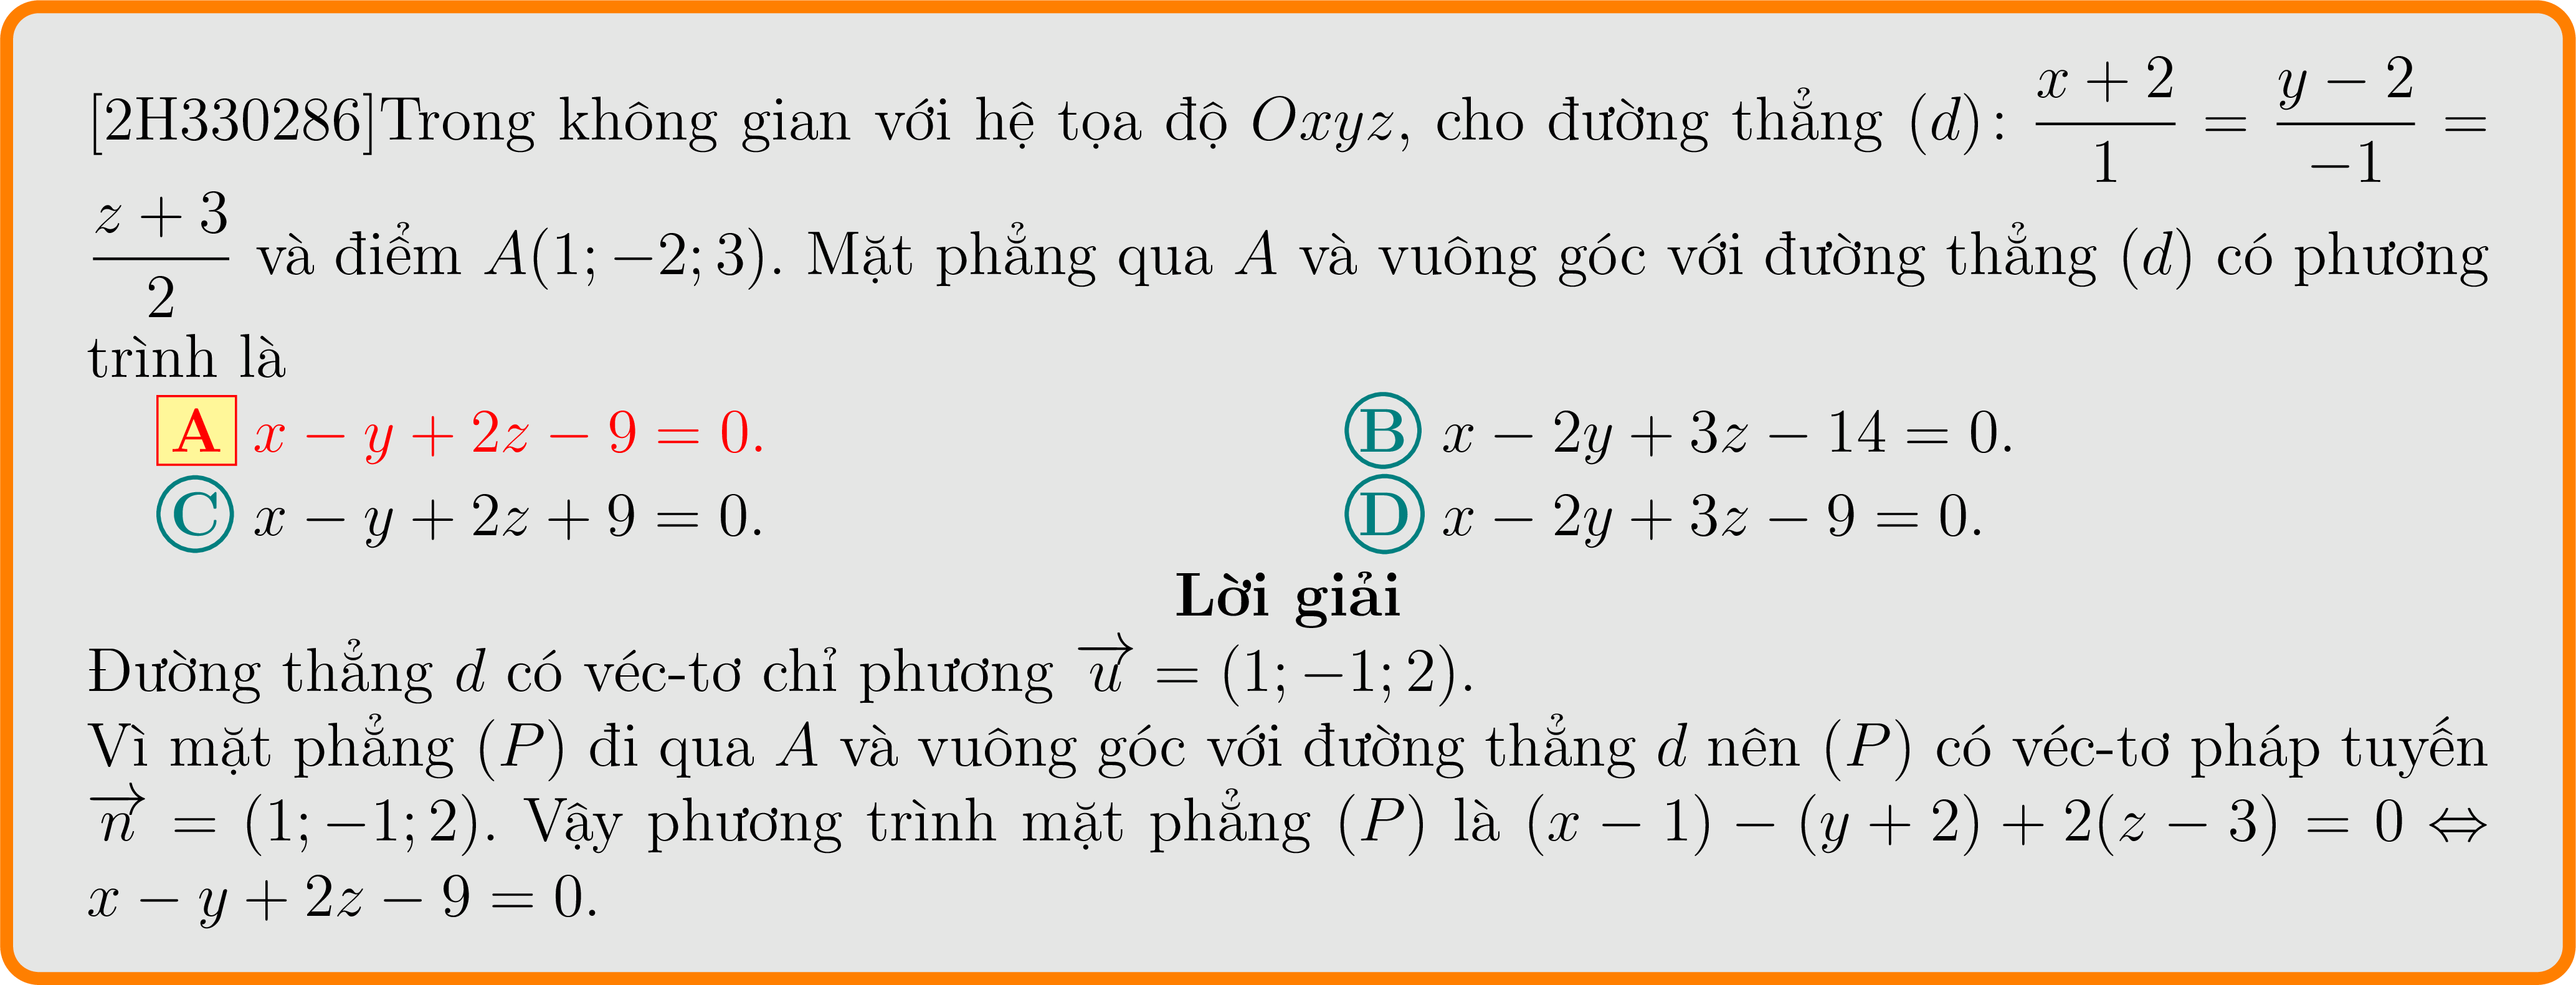 [2H330286]Trong không gian với hệ tọa độ Oxyz, cho đường thẳng (d): \dfrac{x+2}{1} = \dfrac{y-2}{-1} =
\dfrac{z+3}{2} và điểm A(1; −2; 3). Mặt phẳng qua A và vuông góc với đường thẳng (d) có phương
trình là
A x − y + 2z − 9 = 0. B x − 2y + 3z − 14 = 0.
C x − y + 2z + 9 = 0. D x − 2y + 3z − 9 = 0.
Lời giải
Đường thẳng d có véc-tơ chỉ phương \overrightarrow{u} = (1; −1; 2).
Vì mặt phẳng (P) đi qua A và vuông góc với đường thẳng d nên (P) có véc-tơ pháp tuyến
\overrightarrow{n} = (1; −1; 2). Vậy phương trình mặt phẳng (P) là (x − 1) − (y + 2) + 2(z − 3) = 0 ⇔
x − y + 2z − 9 = 0.